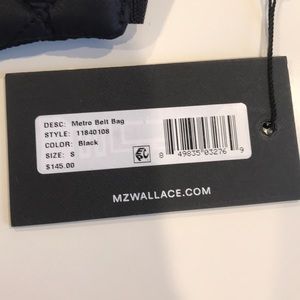 DESC: Metro Belt Bag
STYLE: 11840108
COLOR: Black
SIZE: S
$145.00
8 49835 03276 9
MZWALLACE.COM